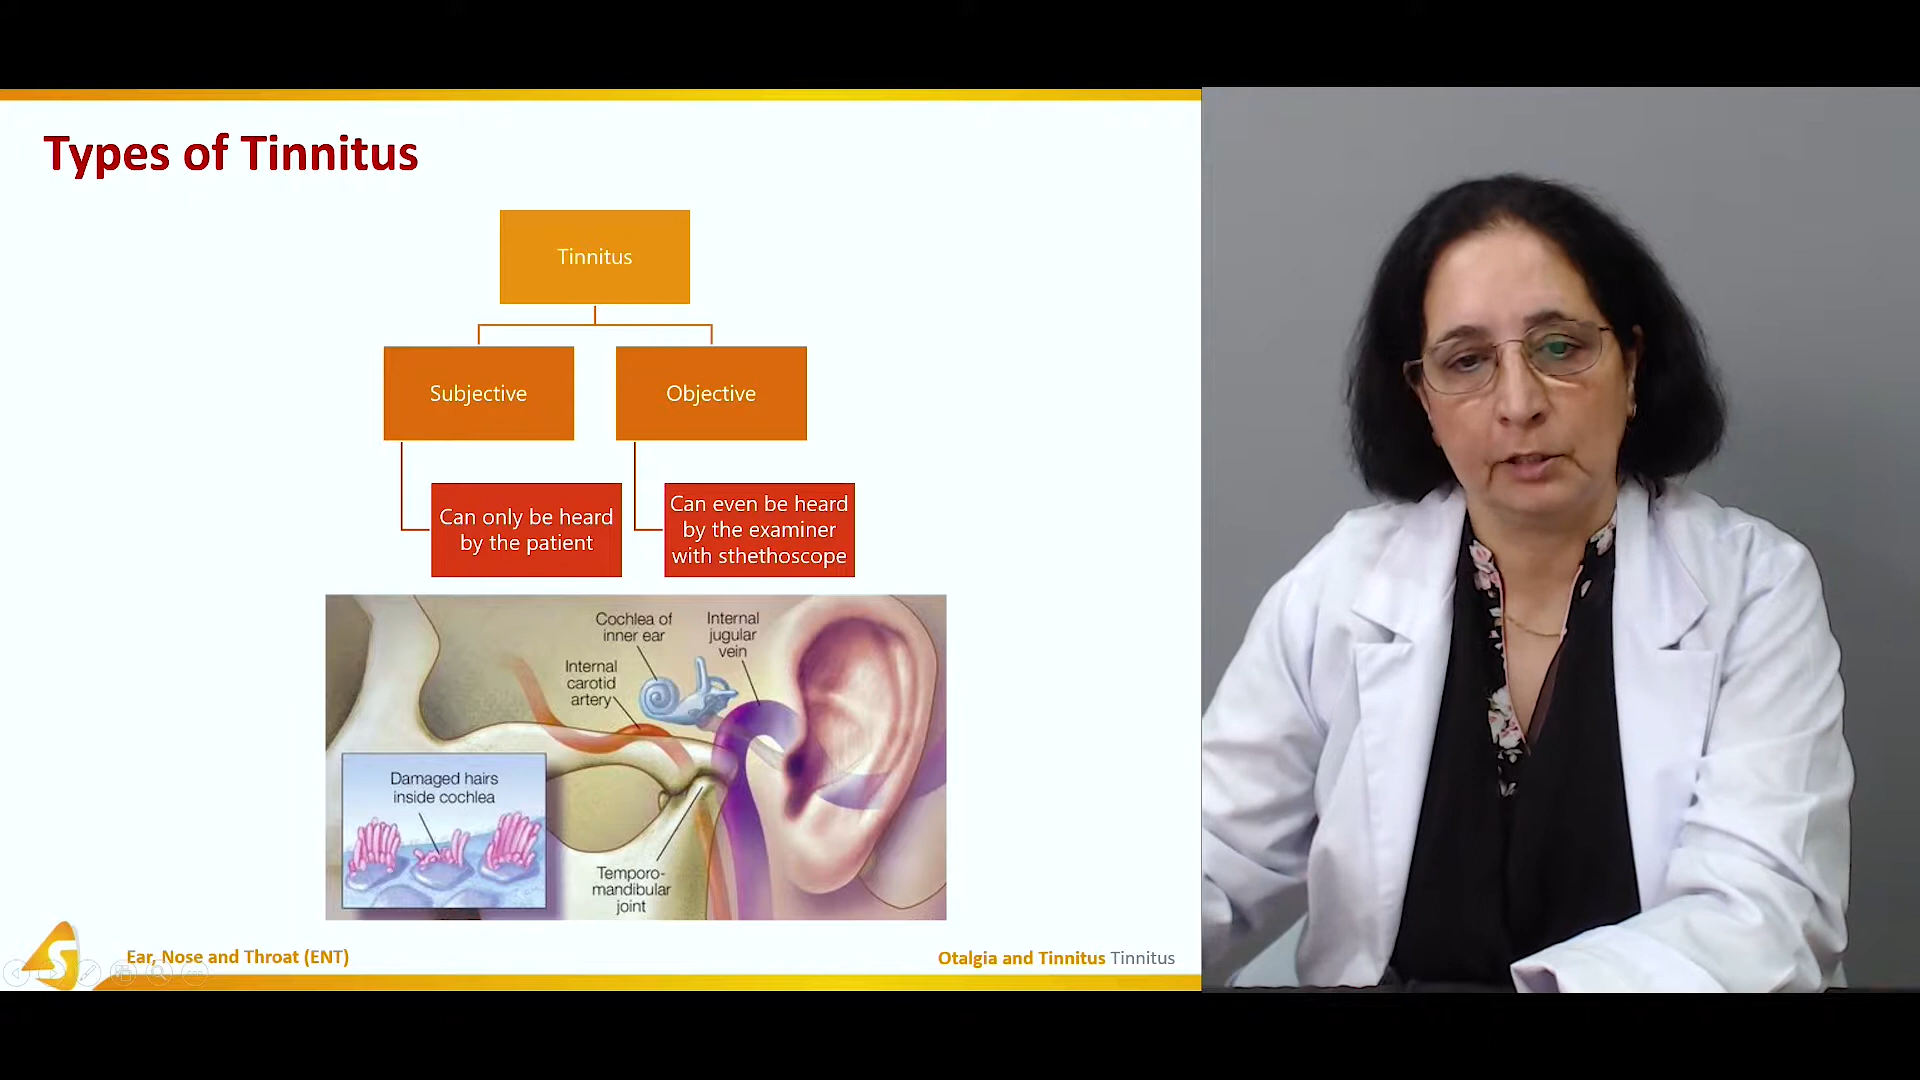 Types of Tinnitus
Tinnitus
Subjective
Objective
Can only be heard
by the patient
Can even be heard
by the examiner
with sthethoscope
Cochlea of
inner ear
Internal
jugular
vein
Internal
carotid
artery
Damaged hairs
inside cochlea
Temporo-
mandibular
joint
Ear, Nose and Throat (ENT)
Otalgia and Tinnitus Tinnitus